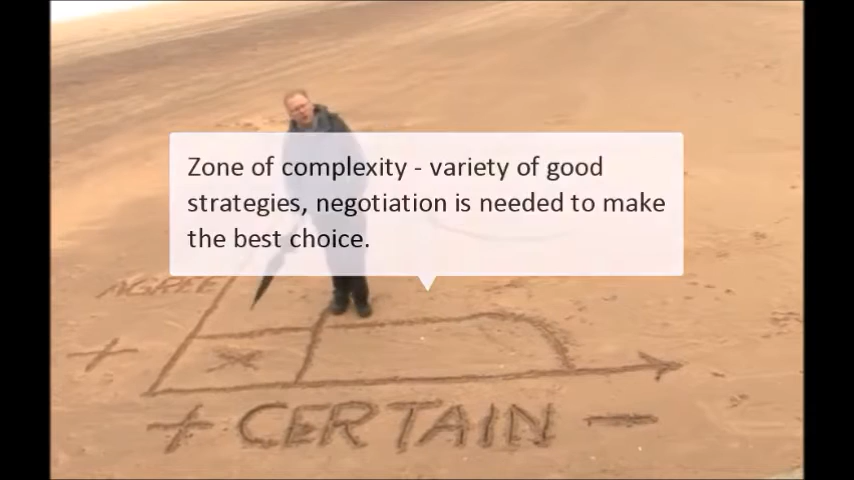 Zone of complexity - variety of good
strategies, negotiation is needed to make
the best choice.
AGREE
+
+ CERTAIN -